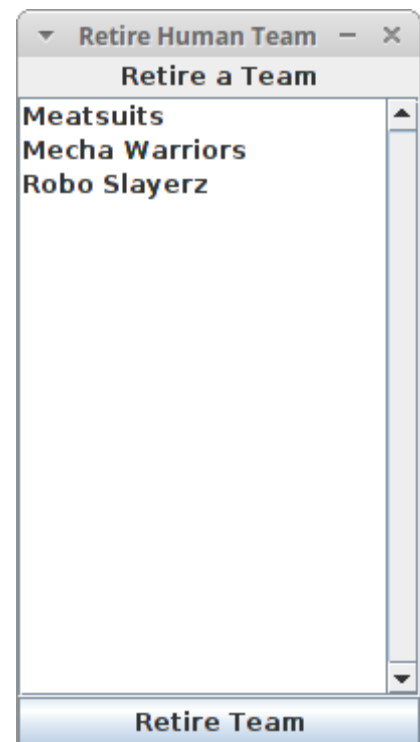 Retire Human Team
Retire a Team
Meatsuits
Mecha Warriors
Robo Slayerz
Retire Team